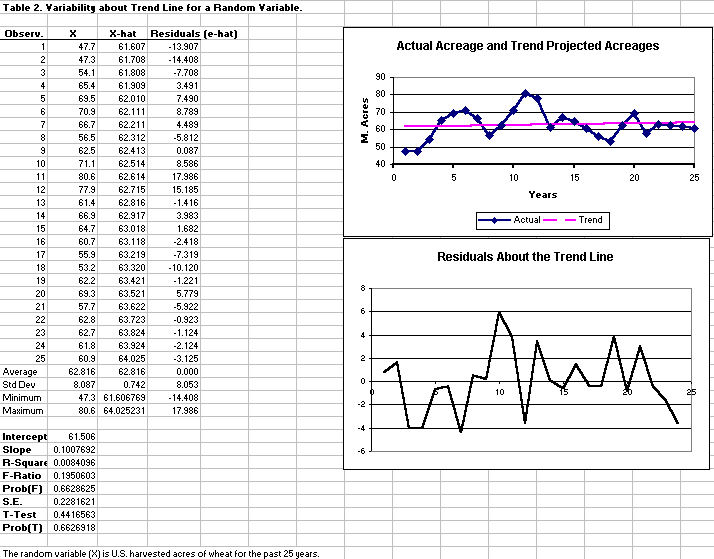 Table 2. Variability about Trend Line for a Random Variable.
Observ. X X-hat Residuals (e-hat)
1 47.7 61.607 -13.907
2 47.3 61.708 -14.408
3 54.1 61.808 -7.708
4 65.4 61.909 3.491
5 69.5 62.010 7.490
6 70.9 62.111 8.789
7 66.7 62.211 4.489
8 56.5 62.312 -5.812
9 62.5 62.413 0.087
10 71.1 62.514 8.586
11 80.6 62.614 17.986
12 77.9 62.715 15.185
13 61.4 62.816 -1.416
14 66.9 62.917 3.983
15 64.7 63.018 1.682
16 60.7 63.118 -2.418
17 55.9 63.219 -7.319
18 53.2 63.320 -10.120
19 62.2 63.421 -1.221
20 69.3 63.521 5.779
21 57.7 63.622 -5.922
22 62.8 63.723 -0.923
23 62.7 63.824 -1.124
24 61.8 63.924 -2.124
25 60.9 64.025 -3.125
Average 62.816 62.816 0.000
Std Dev 8.087 0.742 8.053
Minimum 47.3 61.606769 -14.408
Maximum 80.6 64.025231 17.986
Intercept 61.506
Slope 0.1007692
R-Square 0.0084096
F-Ratio 0.1950603
Prob(F) 0.6628625
S.E. 0.2281621
T-Test 0.4416563
Prob(T) 0.6626918
The random variable (X) is U.S. harvested acres of wheat for the past 25 years.
Actual Acreage and Trend Projected Acreages
M. Acres
90
80
70
60
50
40
0 5 10 15 20 25
Years
Actual Trend
Residuals About the Trend Line
8
6
4
2
0
-2
-4
-6
0 5 10 15 20 25